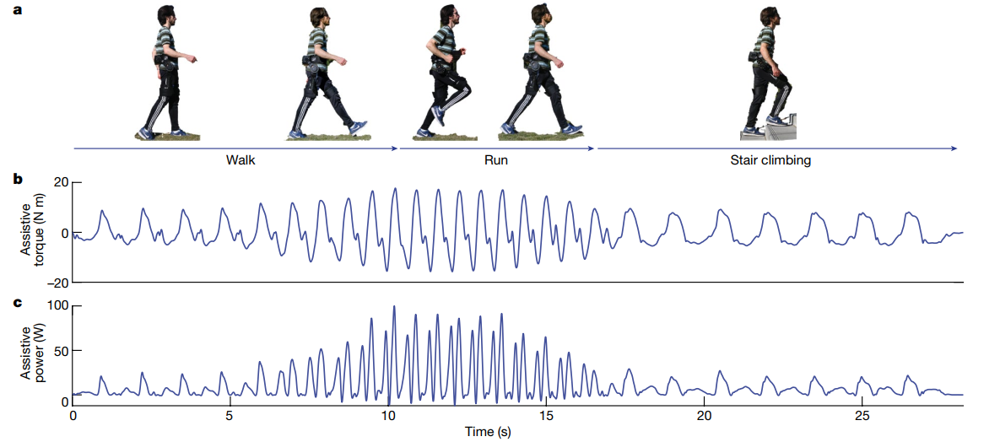 a
Walk Run Stair climbing
b
Assistive
torque (N m)
20
0
–20
c
Assistive
power (W)
100
50
0
0 5 10 15 20 25
Time (s)